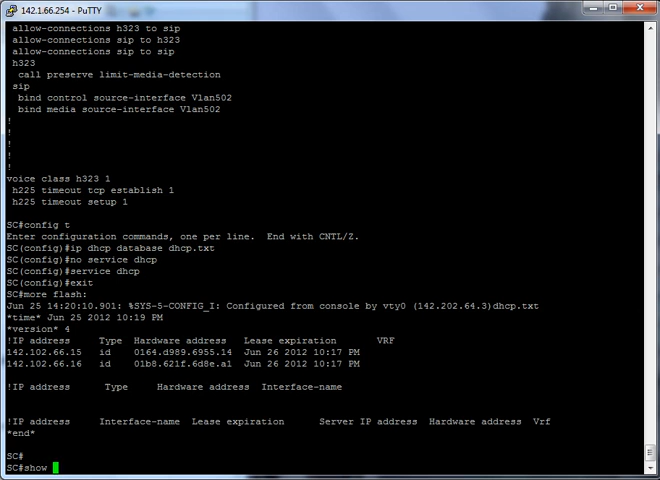 142.1.66.254 - PuTTY
allow-connections h323 to sip
allow-connections sip to h323
allow-connections sip to sip
h323
call preserve limit-media-detection
sip
bind control source-interface Vlan502
bind media source-interface Vlan502
!
!
!
!
!
voice class h323 1
h225 timeout tcp establish 1
h225 timeout setup 1
SC#config t
Enter configuration commands, one per line.  End with CNTL/Z.
SC(config)#ip dhcp database dhcp.txt
SC(config)#no service dhcp
SC(config)#service dhcp
SC(config)#exit
SC#more flash:
Jun 25 14:20:10.901: %SYS-5-CONFIG_I: Configured from console by vty0 (142.202.64.3)dhcp.txt
*time* Jun 25 2012 10:19 PM
*version* 4
!IP address     Type   Hardware address   Lease expiration       VRF
142.102.66.15   id     0164.d989.6955.14  Jun 26 2012 10:17 PM
142.102.66.16   id     01b8.621f.6d8e.a1  Jun 26 2012 10:17 PM
!IP address      Type     Hardware address  Interface-name
!IP address     Interface-name  Lease expiration      Server IP address  Hardware address  Vrf
*end*
SC#
SC#show